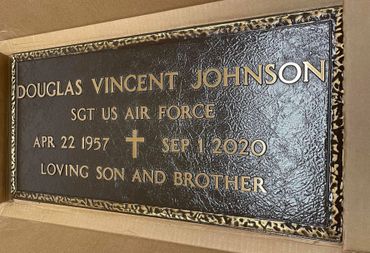 DOUGLAS VINCENT JOHNSON
SGT US AIR FORCE
APR 22 1957 ✝ SEP 1 2020
LOVING SON AND BROTHER